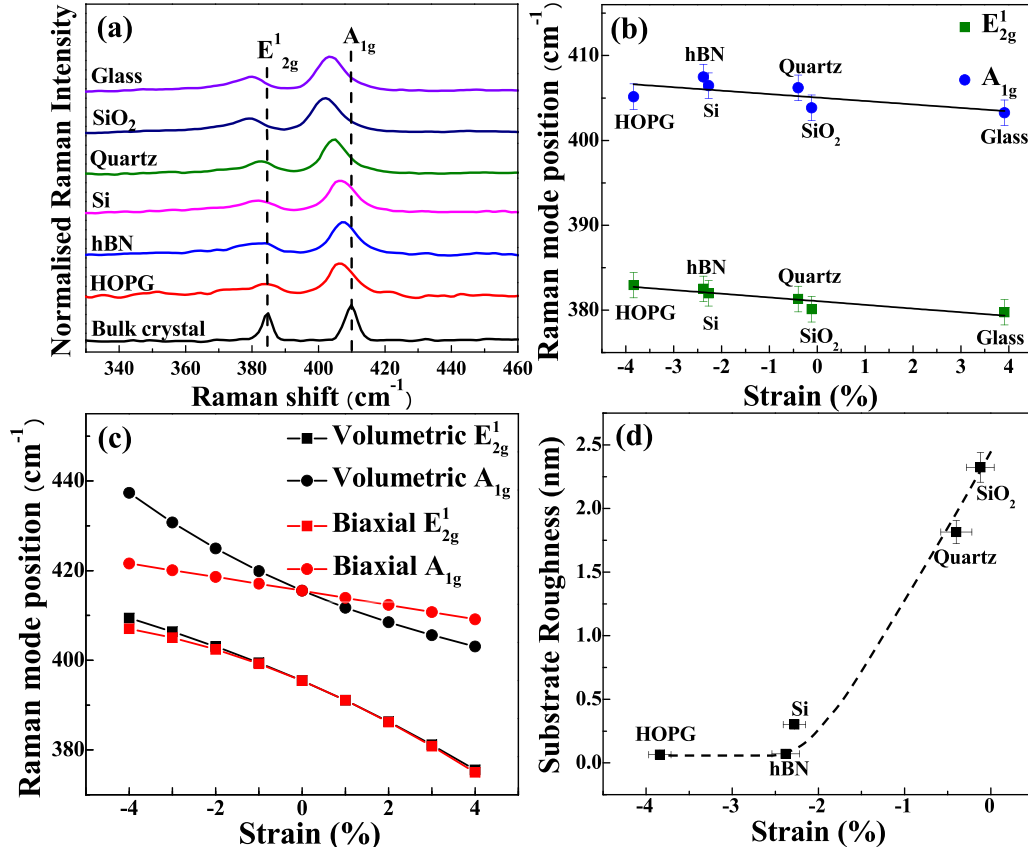 (a)
E¹₂g
A₁g
Glass
SiO₂
Quartz
Si
hBN
HOPG
Bulk crystal
340 360 380 400 420 440 460
Raman shift (cm⁻¹)
Normalised Raman Intensity
(b)
E¹₂g
A₁g
hBN
Quartz
HOPG
Si
SiO₂
Glass
hBN
Quartz
HOPG
Si
SiO₂
Glass
410
400
390
380
-4 -3 -2 -1 0 1 2 3 4
Strain (%)
Raman mode position (cm⁻¹)
(c)
Volumetric E¹₂g
Volumetric A₁g
Biaxial E¹₂g
Biaxial A₁g
440
420
400
380
-4 -2 0 2 4
Strain (%)
Raman mode position (cm⁻¹)
(d)
SiO₂
Quartz
Si
HOPG
hBN
2.5
2.0
1.5
1.0
0.5
0.0
-4 -3 -2 -1 0
Strain (%)
Substrate Roughness (nm)